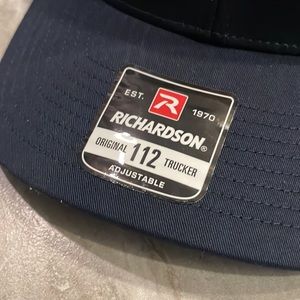 EST. R 1970
RICHARDSON®
ORIGINAL 112 TRUCKER
ADJUSTABLE